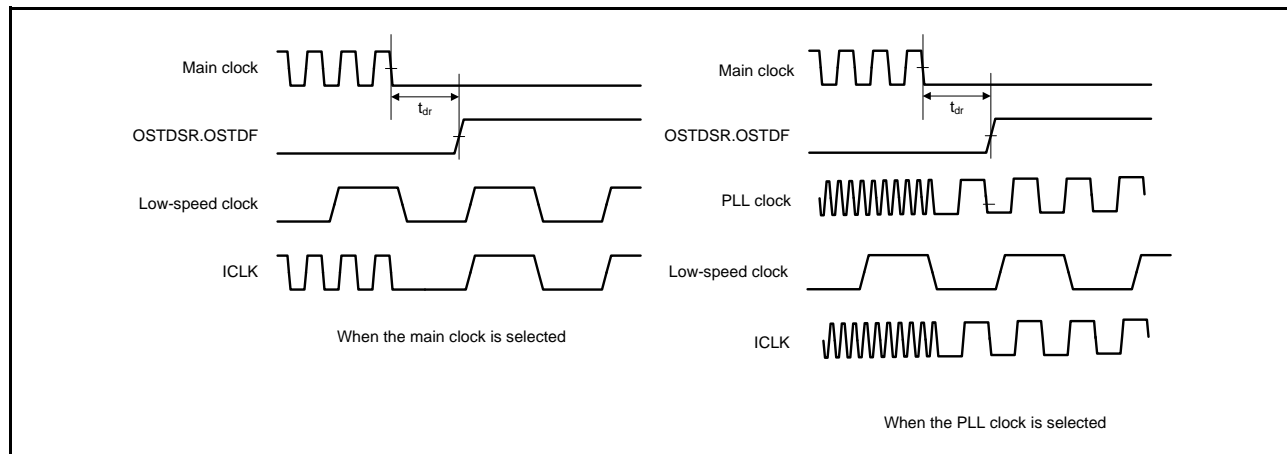 Main clock
t_dr
OSTDSR.OSTDF
Low-speed clock
ICLK
When the main clock is selected
Main clock
t_dr
OSTDSR.OSTDF
PLL clock
Low-speed clock
ICLK
When the PLL clock is selected